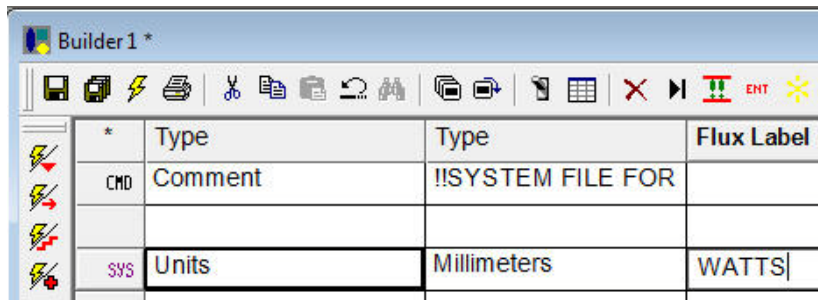 Builder 1 *
ENT
* Type Type Flux Label
CMD Comment !!SYSTEM FILE FOR
SYS Units Millimeters WATTS